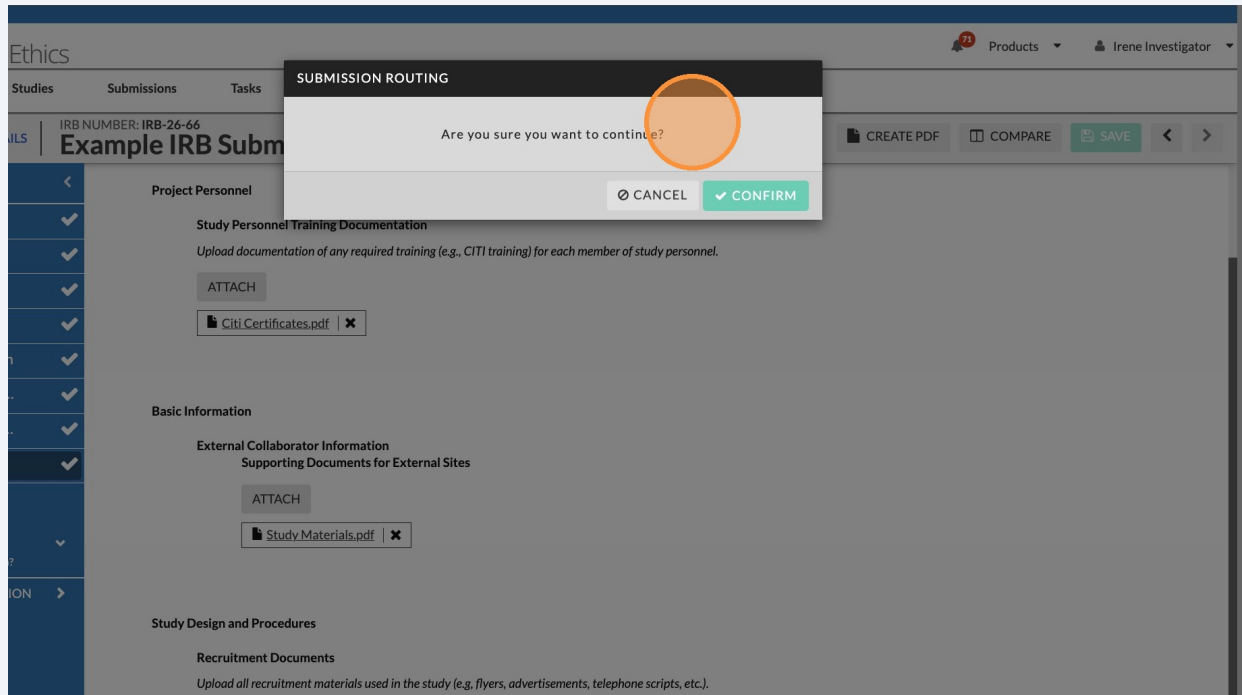 71
Products
Irene Investigator
Ethics
Studies
Submissions
Tasks
SUBMISSION ROUTING
Are you sure you want to continue?
CANCEL
CONFIRM
AILS
IRB NUMBER: IRB-26-66
Example IRB Subm
CREATE PDF
COMPARE
SAVE
Project Personnel
Study Personnel Training Documentation
Upload documentation of any required training (e.g., CITI training) for each member of study personnel.
ATTACH
Citi Certificates.pdf
Basic Information
External Collaborator Information
Supporting Documents for External Sites
ATTACH
Study Materials.pdf
ION
Study Design and Procedures
Recruitment Documents
Upload all recruitment materials used in the study (e.g, flyers, advertisements, telephone scripts, etc.).